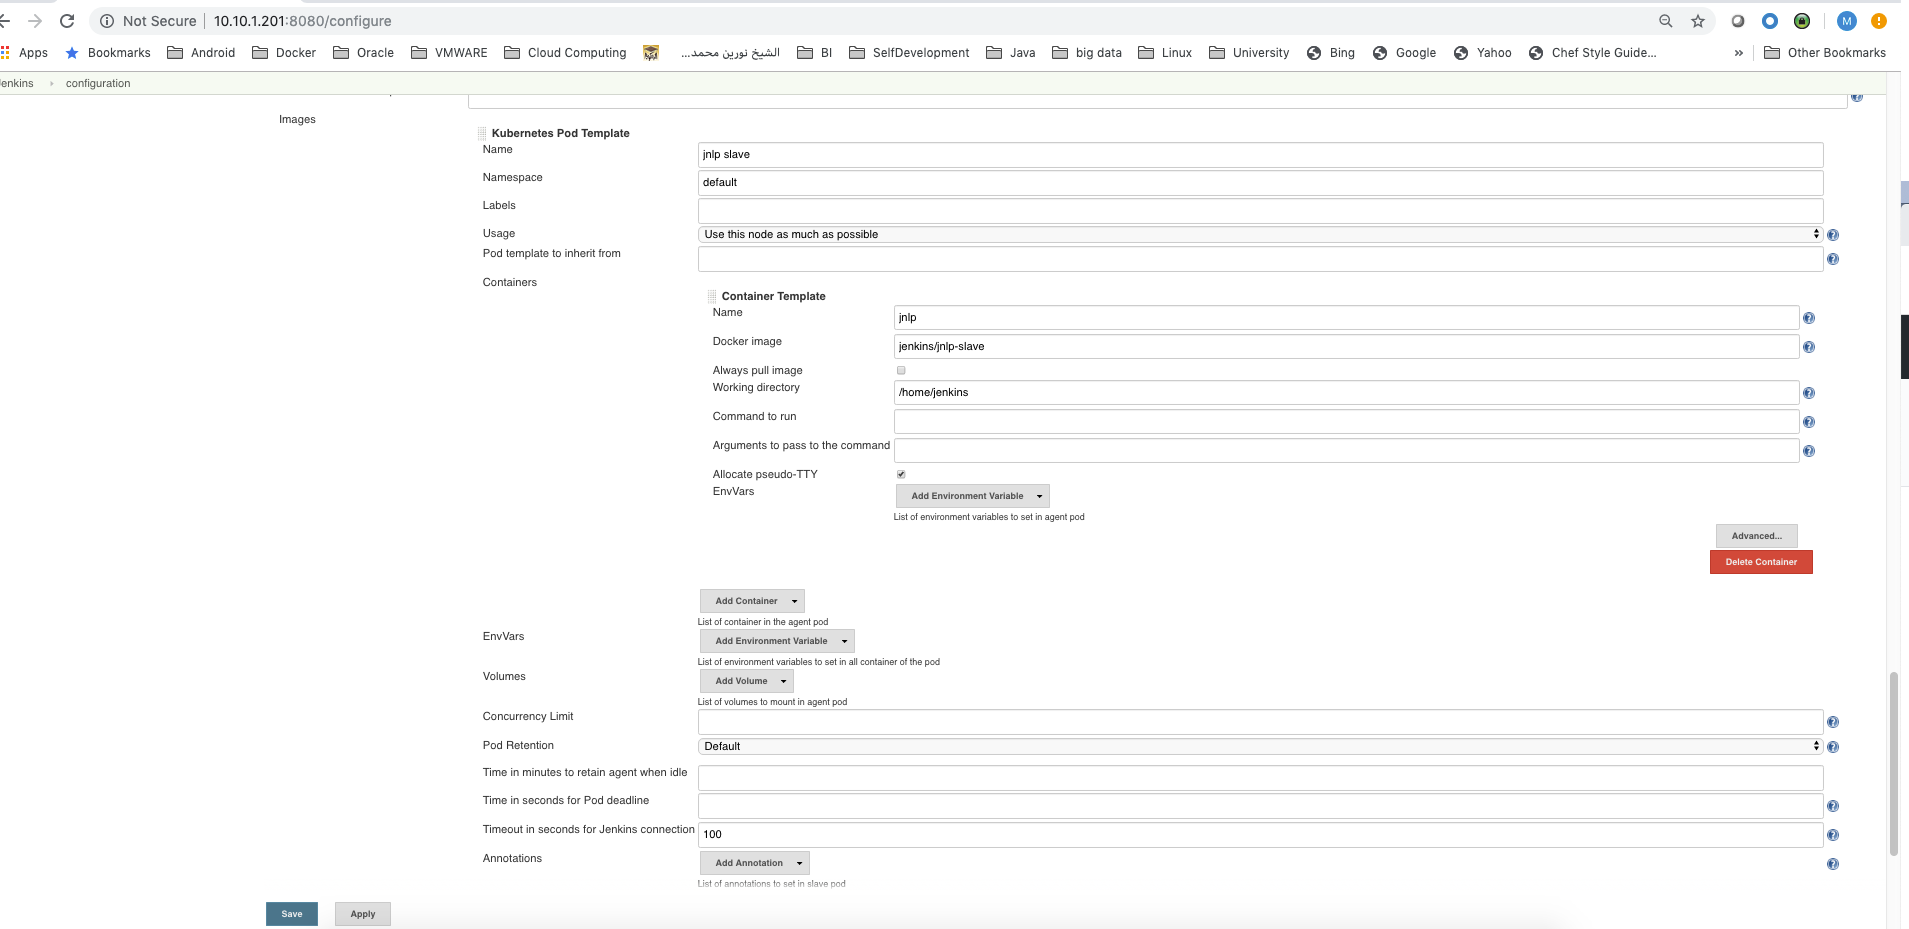 Not Secure 10.10.1.201:8080/configure M
Apps Bookmarks Android Docker Oracle VMWARE Cloud Computing الشيخ نورين محمد... BI SelfDevelopment Java big data Linux University Bing Google Yahoo Chef Style Guide... » Other Bookmarks
enkins configuration
Images
Kubernetes Pod Template
Name jnlp slave
Namespace default
Labels
Usage Use this node as much as possible
Pod template to inherit from
Containers
Container Template
Name jnlp
Docker image jenkins/jnlp-slave
Always pull image
Working directory /home/jenkins
Command to run
Arguments to pass to the command
Allocate pseudo-TTY
EnvVars Add Environment Variable
List of environment variables to set in agent pod
Advanced...
Delete Container
Add Container
List of container in the agent pod
EnvVars Add Environment Variable
List of environment variables to set in all container of the pod
Volumes Add Volume
List of volumes to mount in agent pod
Concurrency Limit
Pod Retention Default
Time in minutes to retain agent when idle
Time in seconds for Pod deadline
Timeout in seconds for Jenkins connection 100
Annotations Add Annotation
List of annotations to set in slave pod
Save Apply